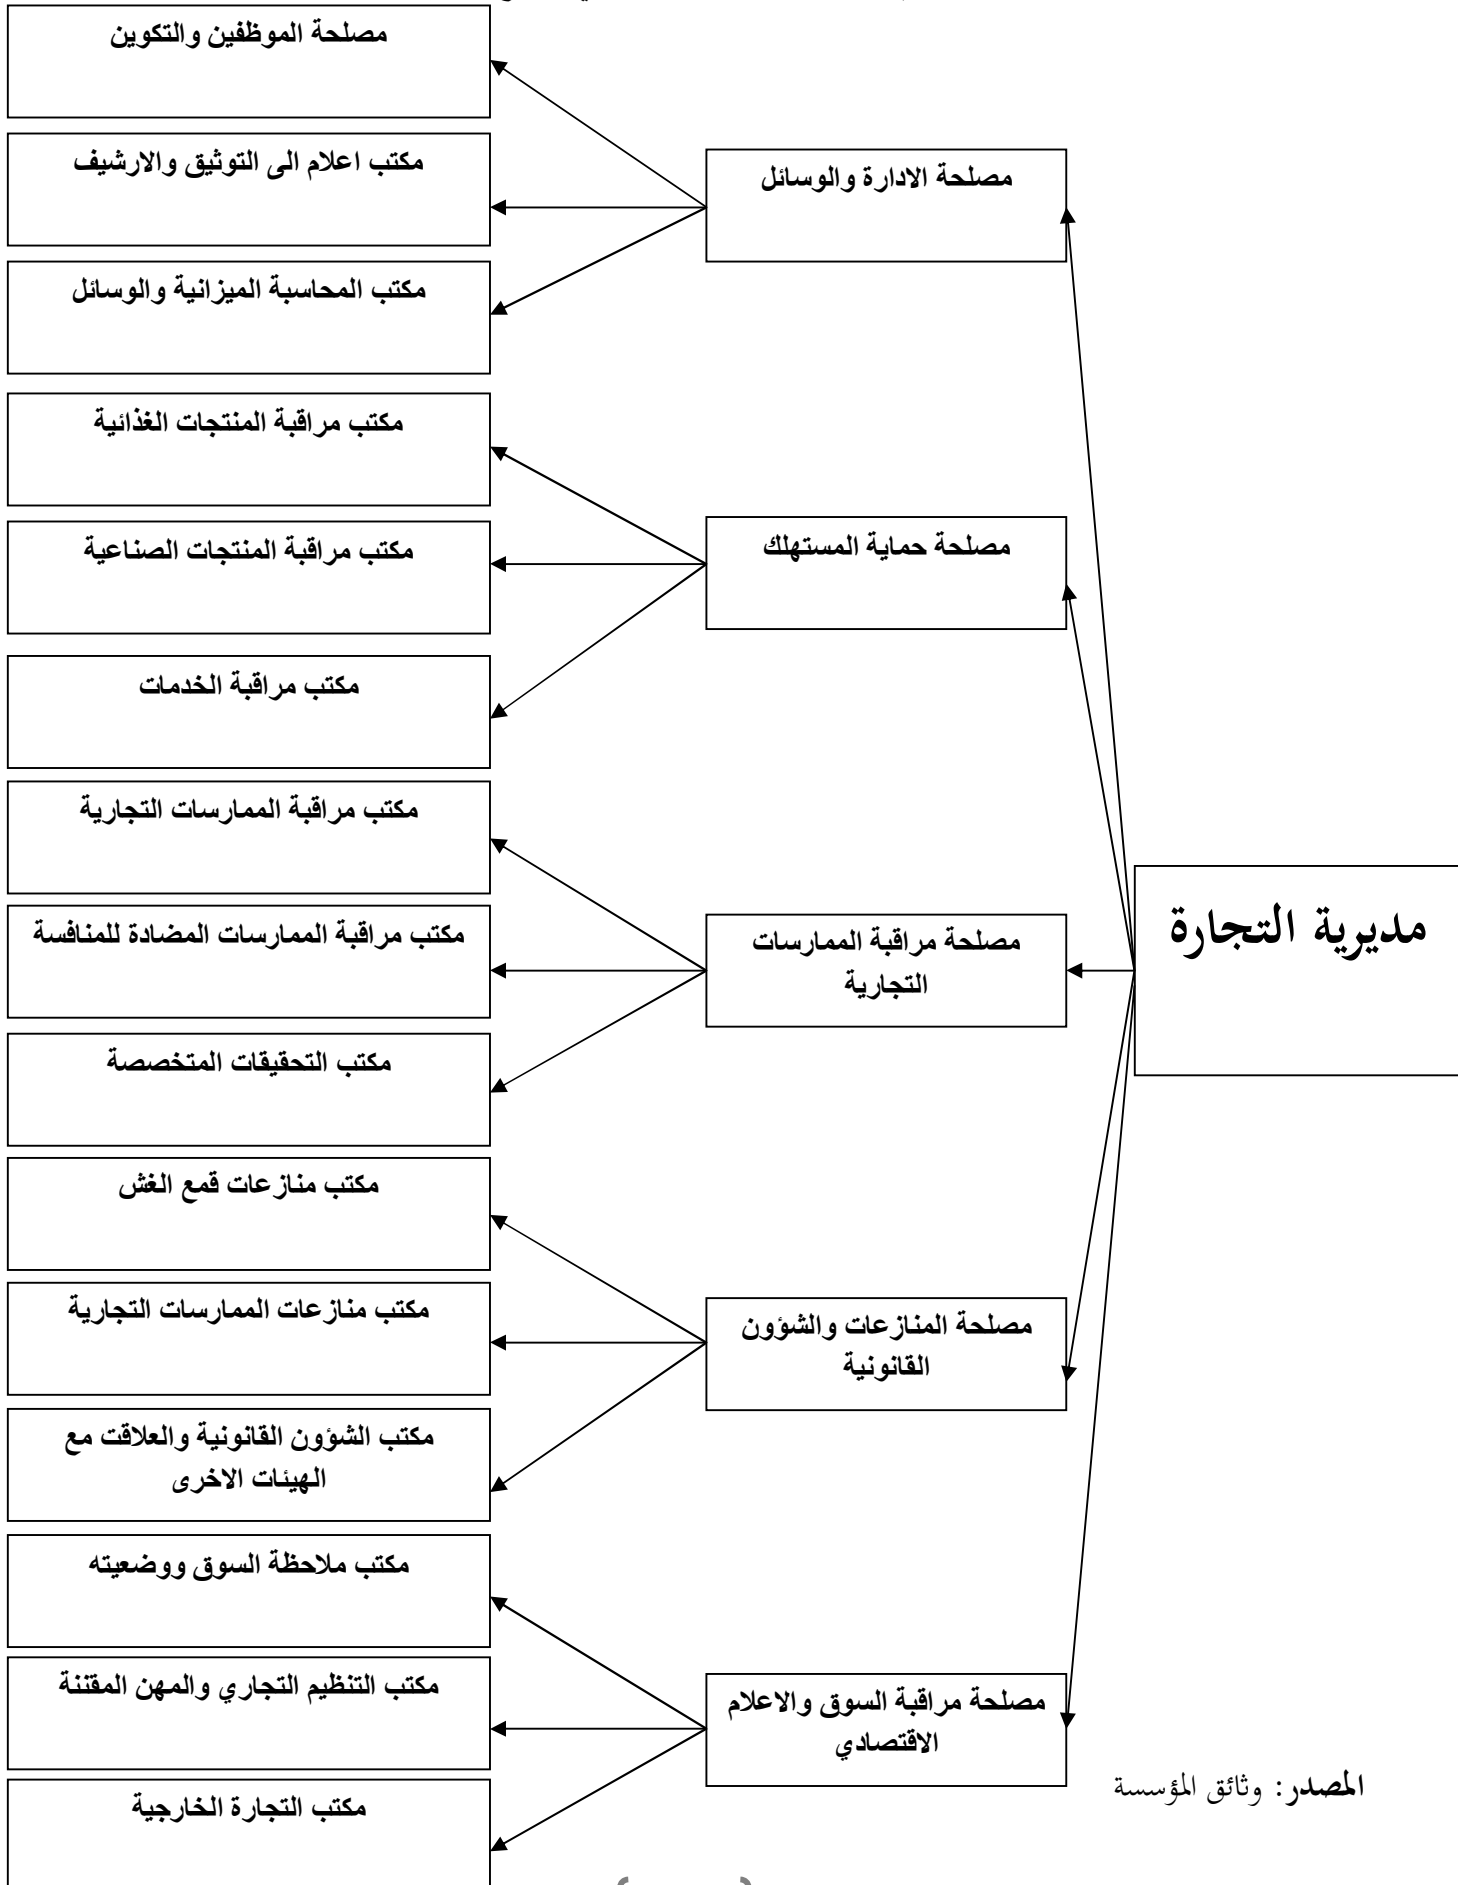 مديرية التجارة
مصلحة الادارة والوسائل
مصلحة الموظفين والتكوين
مكتب اعلام الى التوثيق والارشيف
مكتب المحاسبة الميزانية والوسائل
مصلحة حماية المستهلك
مكتب مراقبة المنتجات الغذائية
مكتب مراقبة المنتجات الصناعية
مكتب مراقبة الخدمات
مصلحة مراقبة الممارسات
التجارية
مكتب مراقبة الممارسات التجارية
مكتب مراقبة الممارسات المضادة للمنافسة
مكتب التحقيقات المتخصصة
مصلحة المنازعات والشؤون
القانونية
مكتب منازعات قمع الغش
مكتب منازعات الممارسات التجارية
مكتب الشؤون القانونية والعلاقت مع
الهيئات الاخرى
مصلحة مراقبة السوق والاعلام
الاقتصادي
مكتب ملاحظة السوق ووضعيته
مكتب التنظيم التجاري والمهن المقننة
مكتب التجارة الخارجية
المصدر: وثائق المؤسسة